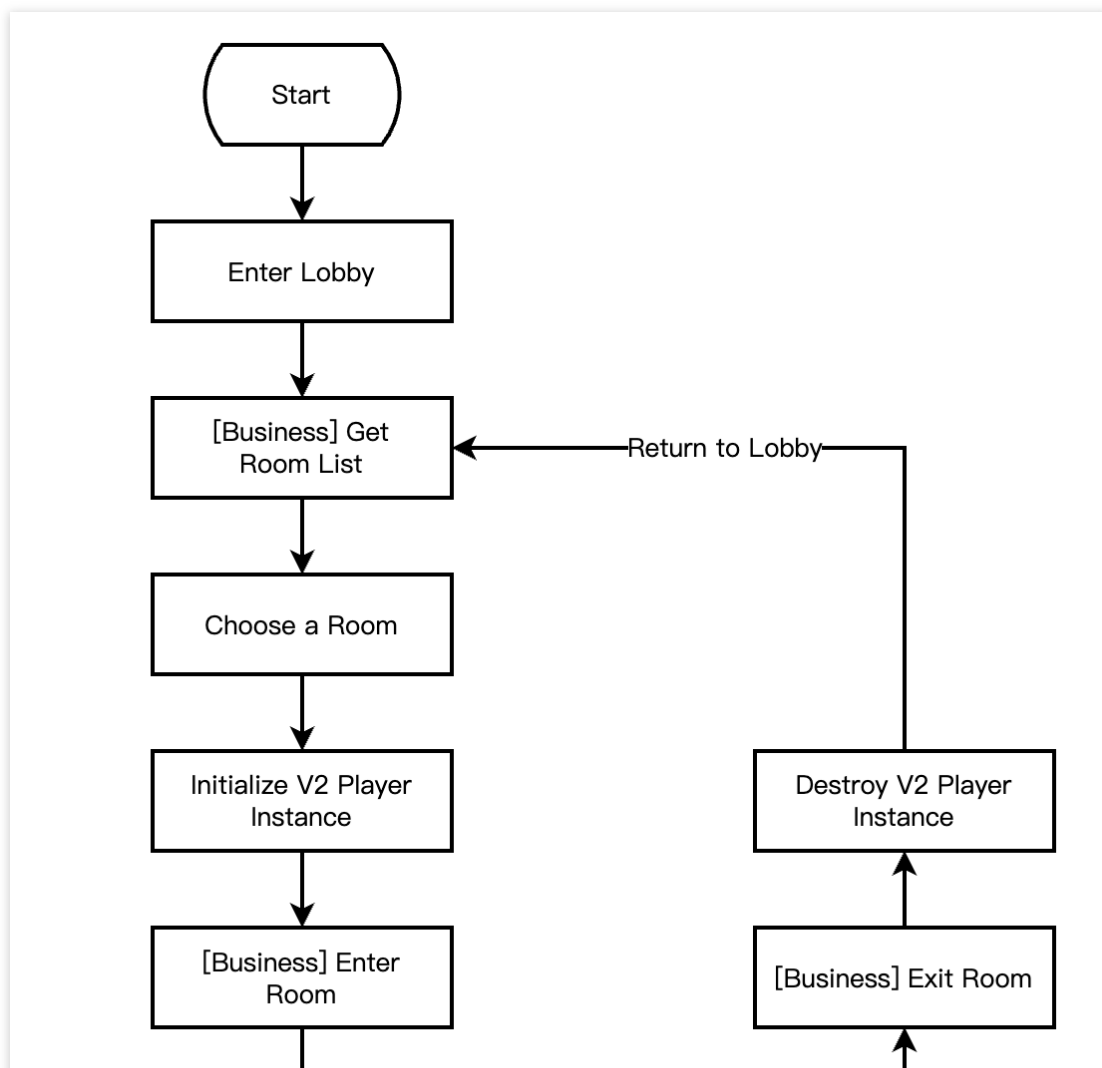 Start
Enter Lobby
[Business] Get
Room List
Return to Lobby
Choose a Room
Initialize V2 Player
Instance
Destroy V2 Player
Instance
[Business] Enter
Room
[Business] Exit Room